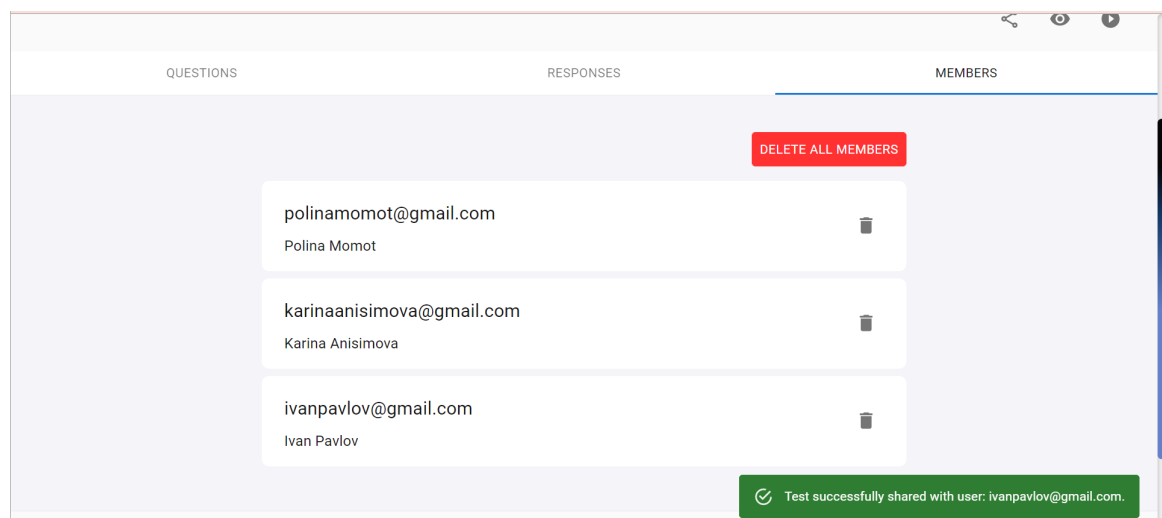 QUESTIONS
RESPONSES
MEMBERS
DELETE ALL MEMBERS
polinamomot@gmail.com
Polina Momot
karinaanisimova@gmail.com
Karina Anisimova
ivanpavlov@gmail.com
Ivan Pavlov
Test successfully shared with user: ivanpavlov@gmail.com.